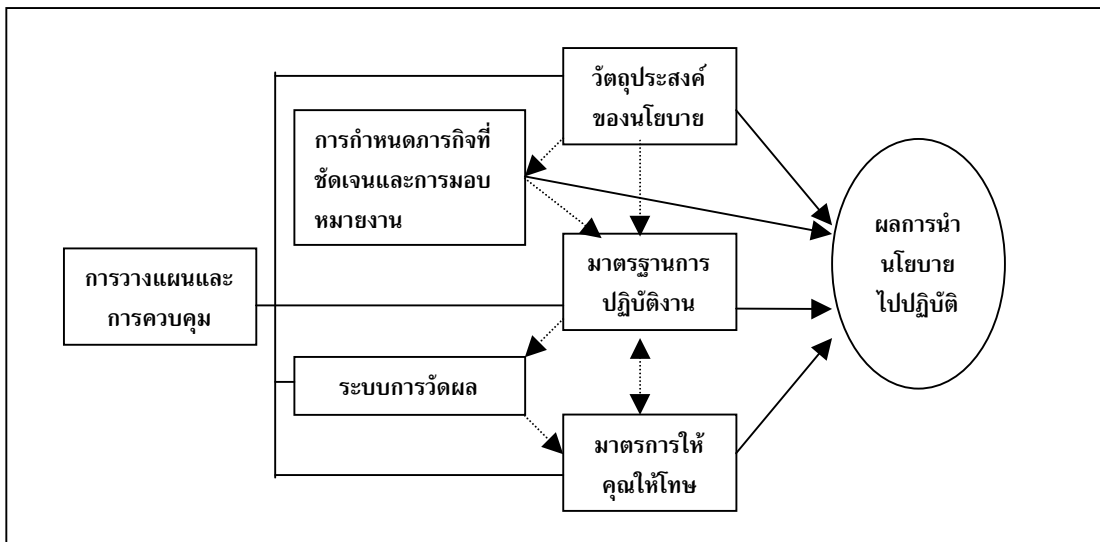 วัตถุประสงค์
ของนโยบาย
การกำหนดภารกิจที่
ชัดเจนและการมอบ
หมายงาน
การวางแผนและ
การควบคุม
มาตรฐานการ
ปฏิบัติงาน
ระบบการวัดผล
มาตรการให้
คุณให้โทษ
ผลการนำ
นโยบาย
ไปปฏิบัติ